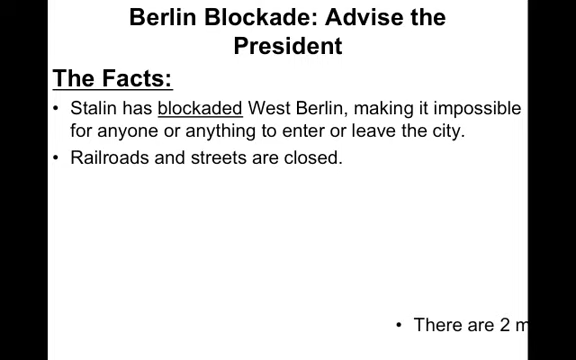 Berlin Blockade: Advise the
President
The Facts:
• Stalin has blockaded West Berlin, making it impossible
for anyone or anything to enter or leave the city.
• Railroads and streets are closed.
• There are 2 m